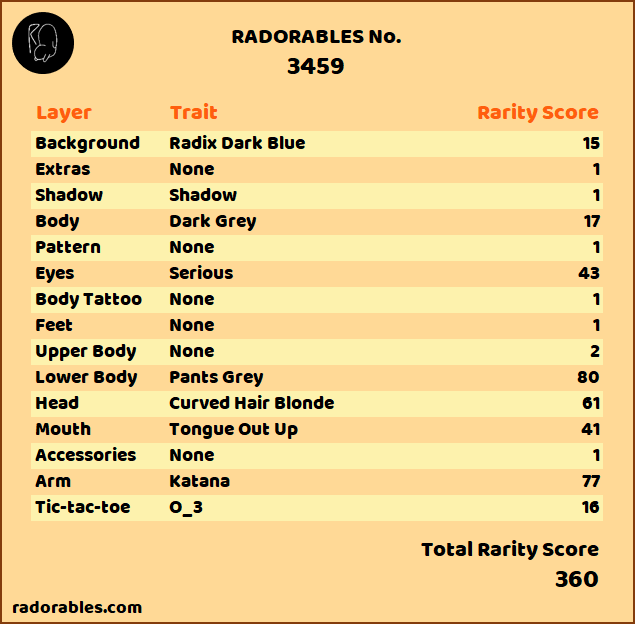 RADORABLES No.
3459
Layer Trait Rarity Score
Background Radix Dark Blue 15
Extras None 1
Shadow Shadow 1
Body Dark Grey 17
Pattern None 1
Eyes Serious 43
Body Tattoo None 1
Feet None 1
Upper Body None 2
Lower Body Pants Grey 80
Head Curved Hair Blonde 61
Mouth Tongue Out Up 41
Accessories None 1
Arm Katana 77
Tic-tac-toe O_3 16
Total Rarity Score
360
radorables.com